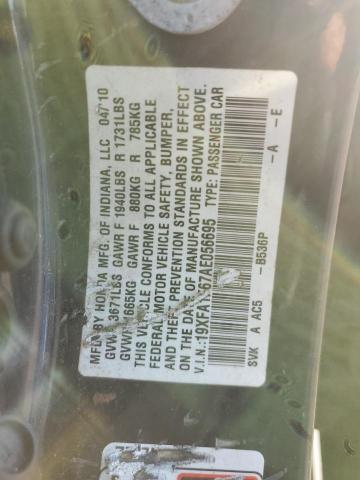 MFD. BY HONDA MFG. OF INDIANA, LLC 04/10
GVWR 3671LBS GAWR F 1940LBS R 1731LBS
GVWR 1665KG GAWR F 880KG R 785KG
THIS VEHICLE CONFORMS TO ALL APPLICABLE
FEDERAL MOTOR VEHICLE SAFETY, BUMPER,
AND THEFT PREVENTION STANDARDS IN EFFECT
ON THE DATE OF MANUFACTURE SHOWN ABOVE.
V.I.N.: TYPE: PASSENGER CAR
-B536P -A -E
SVK A AC5